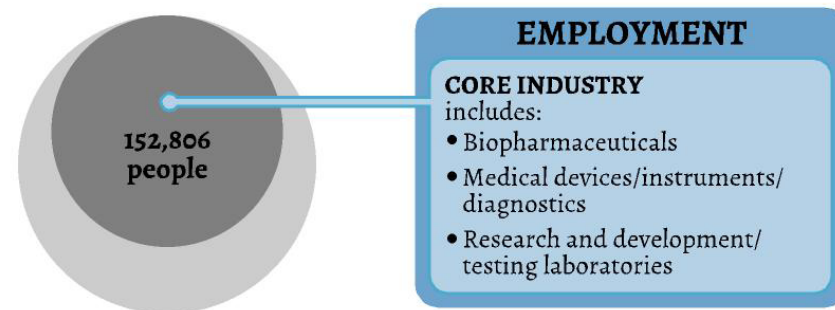 152,806
people
EMPLOYMENT
CORE INDUSTRY
includes:
• Biopharmaceuticals
• Medical devices/instruments/
diagnostics
• Research and development/
testing laboratories